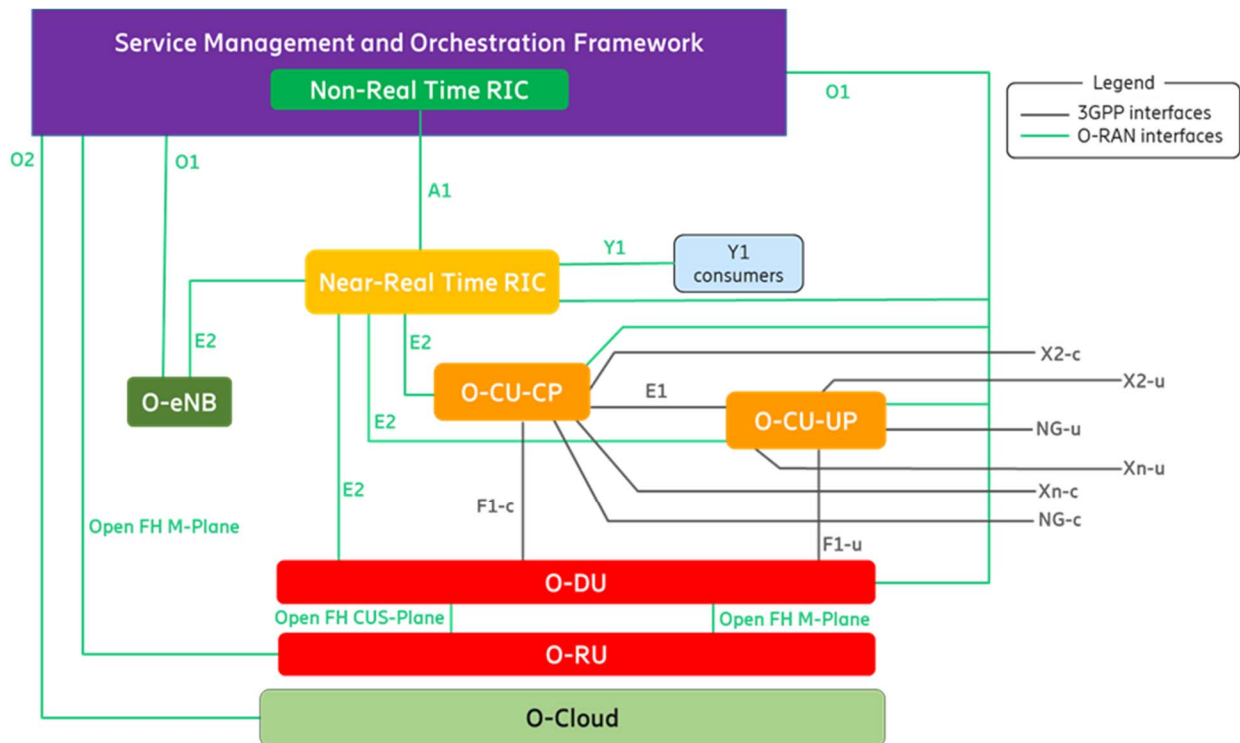 Service Management and Orchestration Framework
Non-Real Time RIC
O1
Legend
3GPP interfaces
O-RAN interfaces
O2
O1
A1
Y1
Y1
consumers
Near-Real Time RIC
E2
E2
X2-c
X2-u
O-eNB
O-CU-CP
E1
O-CU-UP
E2
NG-u
Xn-u
E2
Xn-c
F1-c
NG-c
Open FH M-Plane
F1-u
O-DU
Open FH CUS-Plane
Open FH M-Plane
O-RU
O-Cloud